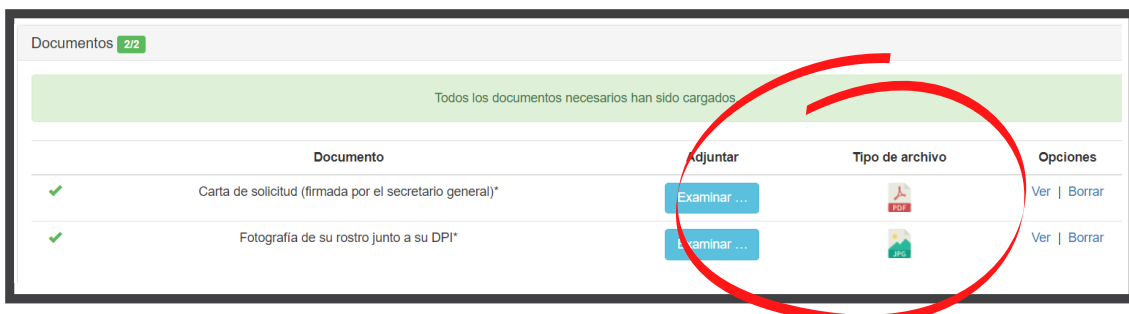 Documentos 2/2
Todos los documentos necesarios han sido cargados
Documento Adjuntar Tipo de archivo Opciones
Carta de solicitud (firmada por el secretario general)* Examinar ... PDF Ver | Borrar
Fotografía de su rostro junto a su DPI* Examinar ... JPG Ver | Borrar